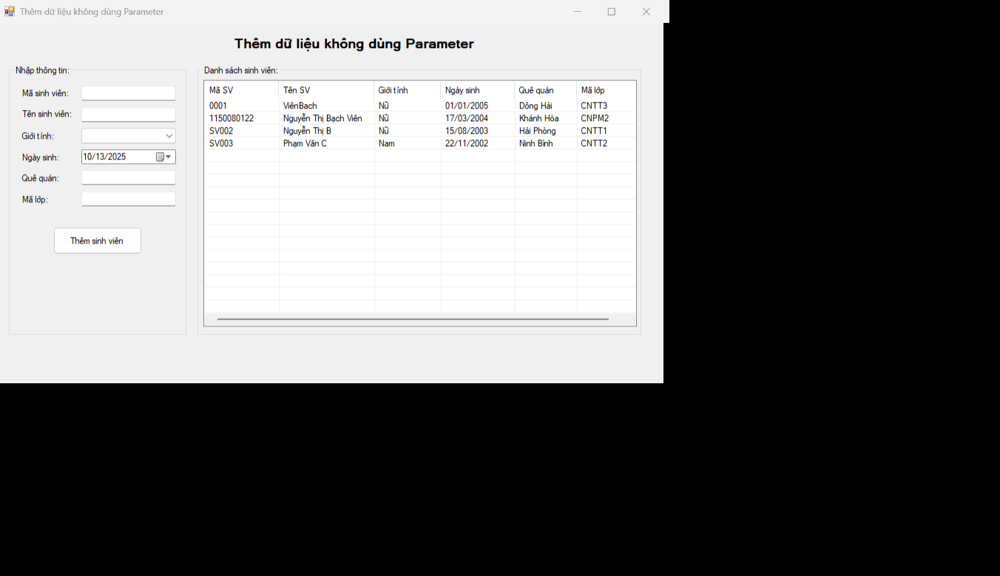 Thêm dữ liệu không dùng Parameter
Thêm dữ liệu không dùng Parameter
Nhập thông tin:
Mã sinh viên:
Tên sinh viên:
Giới tính:
Ngày sinh: 10/13/2025
Quê quán:
Mã lớp:
Thêm sinh viên
Danh sách sinh viên:
Mã SV Tên SV Giới tính Ngày sinh Quê quán Mã lớp
0001 ViênBach Nữ 01/01/2005 Dông Hải CNTT3
1150080122 Nguyễn Thị Bạch Viên Nữ 17/03/2004 Khánh Hòa CNPM2
SV002 Nguyễn Thị B Nữ 15/08/2003 Hải Phòng CNTT1
SV003 Phạm Văn C Nam 22/11/2002 Ninh Bình CNTT2